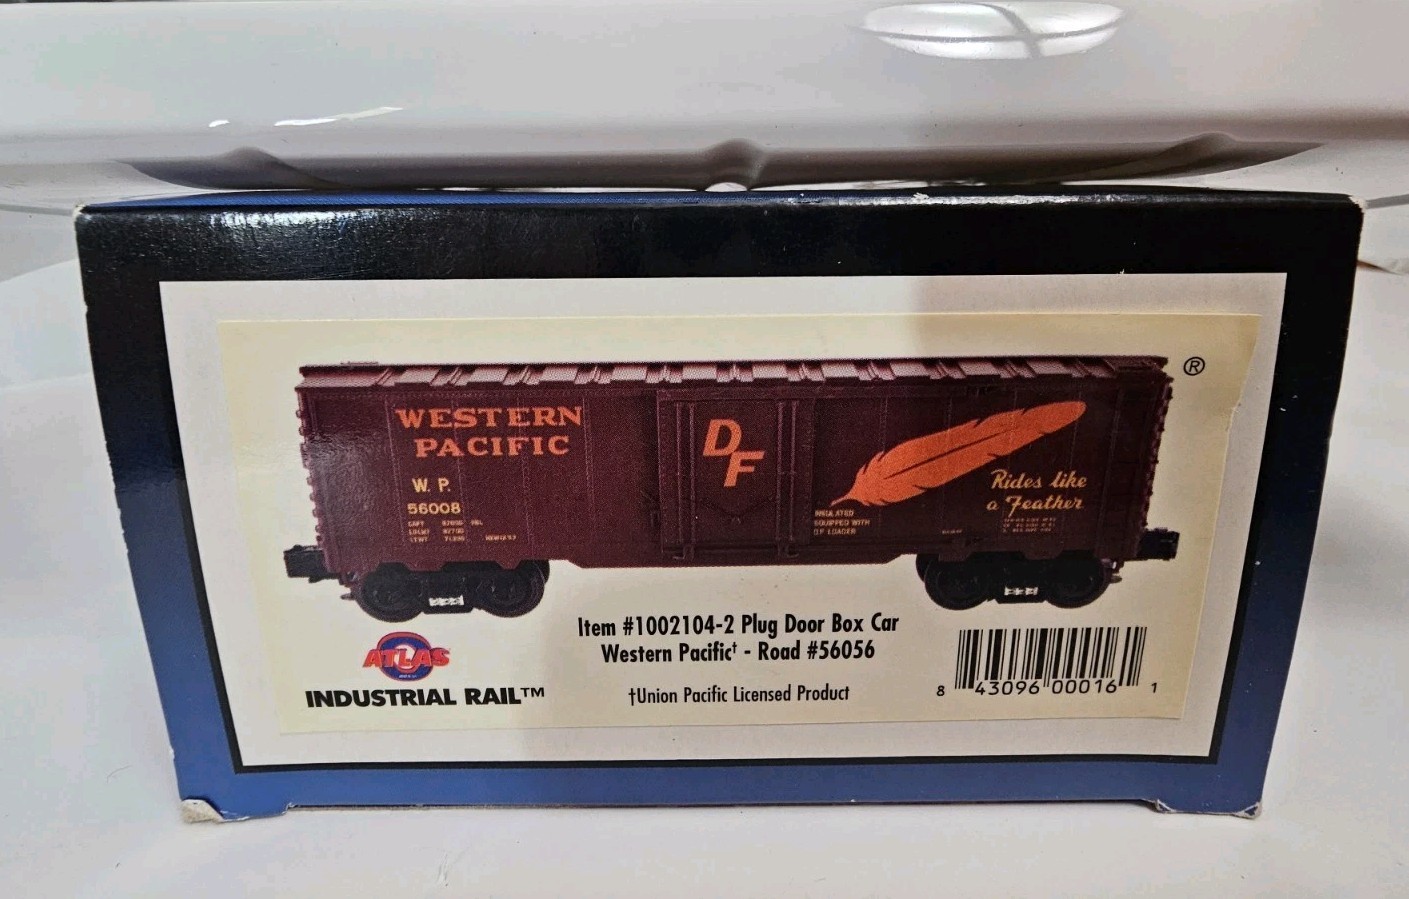 WESTERN
PACIFIC
W. P.
56008
DF
INSULATED
EQUIPPED WITH
D F LOADER
Rides like
a Feather
®
ATLAS
INDUSTRIAL RAIL™
Item #1002104-2 Plug Door Box Car
Western Pacific† - Road #56056
†Union Pacific Licensed Product
8 43096 00016 1